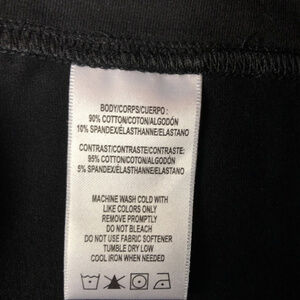 BODY/CORPS/CUERPO :
90% COTTON/COTON/ALGODÓN
10% SPANDEX/ÉLASTHANNE/ELASTANO
CONTRAST/CONTRASTE/CONTRASTE:
95% COTTON/COTON/ALGODÓN
5% SPANDEX/ÉLASTHANNE/ELASTANO
MACHINE WASH COLD WITH
LIKE COLORS ONLY
REMOVE PROMPTLY
DO NOT BLEACH
DO NOT USE FABRIC SOFTENER
TUMBLE DRY LOW
COOL IRON WHEN NEEDED